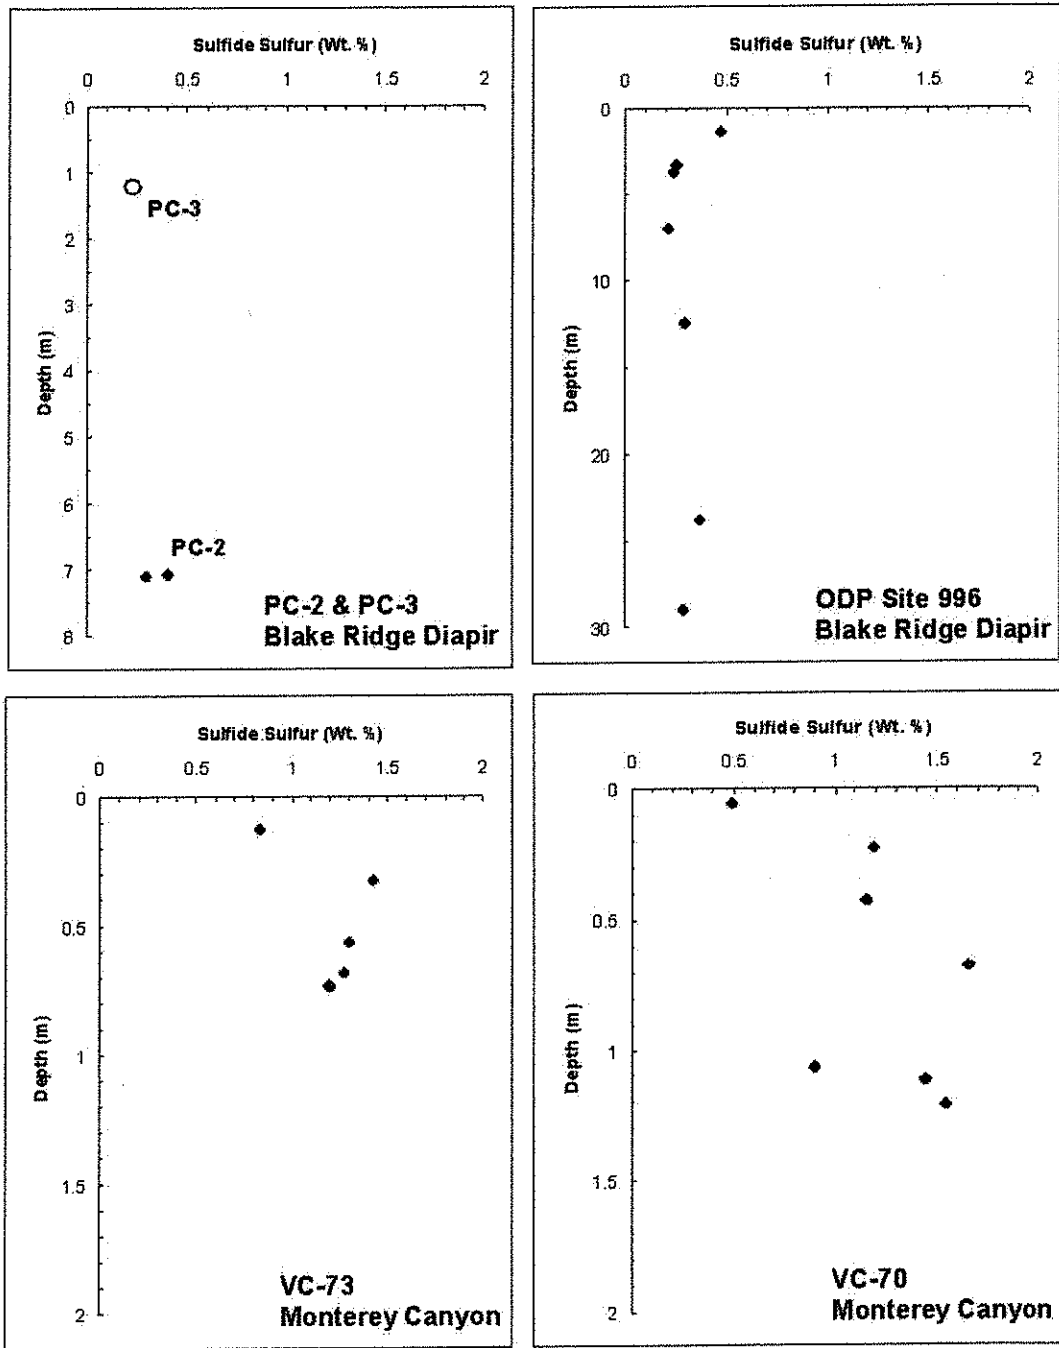 Sulfide Sulfur (Wt. %)
0 0.5 1 1.5 2
0
1
PC-3
2
3
Depth (m)
4
5
6
PC-2
7
PC-2 & PC-3
Blake Ridge Diapir
8
Sulfide Sulfur (Wt. %)
0 0.5 1 1.5 2
0
10
Depth (m)
20
ODP Site 996
Blake Ridge Diapir
30
Sulfide Sulfur (Wt. %)
0 0.5 1 1.5 2
0
0.5
Depth (m)
1
1.5
VC-73
Monterey Canyon
2
Sulfide Sulfur (Wt. %)
0 0.5 1 1.5 2
0
0.5
Depth (m)
1
1.5
VC-70
Monterey Canyon
2